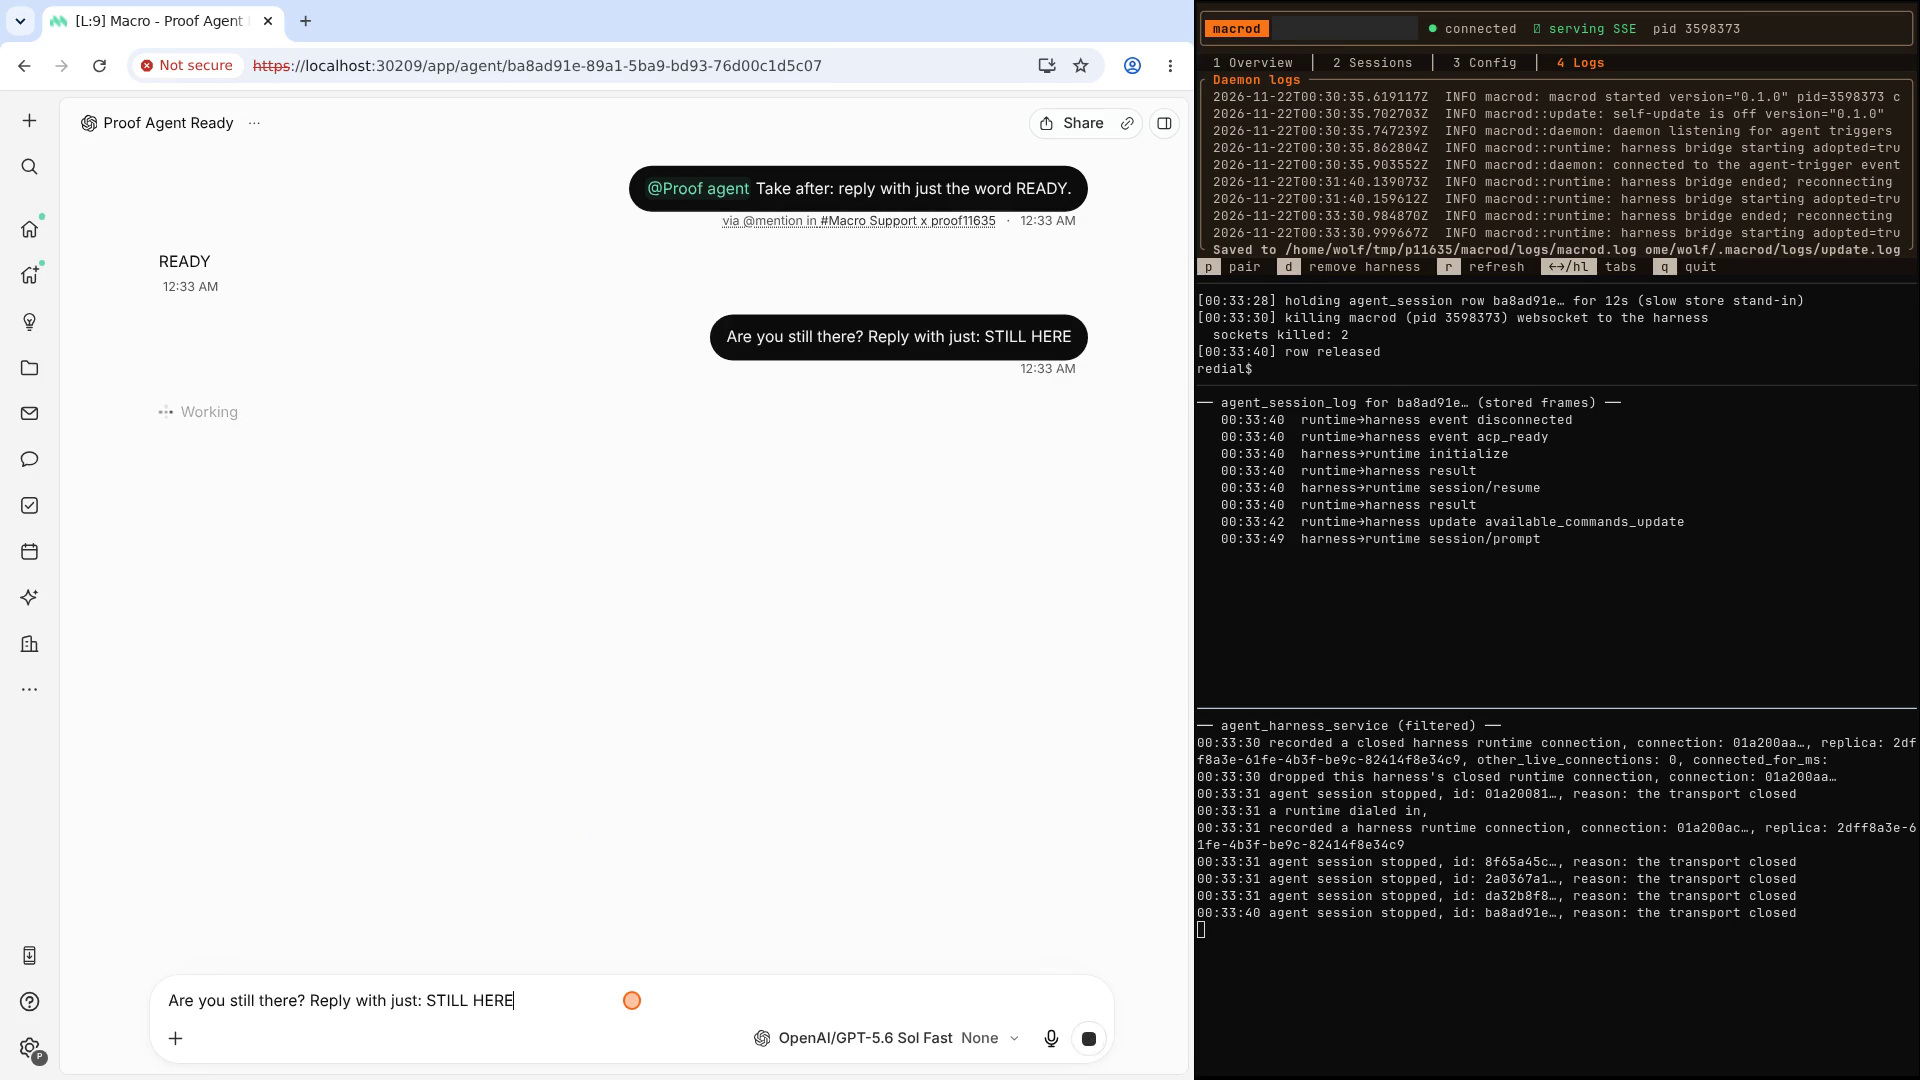 [L:9] Macro - Proof Agent
Not secure https://localhost:30209/app/agent/ba8ad91e-89a1-5ba9-bd93-76d00c1d5c07
Proof Agent Ready ...
Share
@Proof agent Take after: reply with just the word READY.
via @mention in #Macro Support x proof11635 · 12:33 AM
READY
12:33 AM
Are you still there? Reply with just: STILL HERE
12:33 AM
Working
Are you still there? Reply with just: STILL HERE
OpenAI/GPT-5.6 Sol Fast None
P
macrod connected serving SSE pid 3598373
1 Overview │ 2 Sessions │ 3 Config │ 4 Logs
Daemon logs
2026-11-22T00:30:35.619117Z INFO macrod: macrod started version="0.1.0" pid=3598373 c
2026-11-22T00:30:35.702703Z INFO macrod::update: self-update is off version="0.1.0"
2026-11-22T00:30:35.747239Z INFO macrod::daemon: daemon listening for agent triggers
2026-11-22T00:30:35.862804Z INFO macrod::runtime: harness bridge starting adopted=tru
2026-11-22T00:30:35.903552Z INFO macrod::daemon: connected to the agent-trigger event
2026-11-22T00:31:40.139073Z INFO macrod::runtime: harness bridge ended; reconnecting
2026-11-22T00:31:40.159612Z INFO macrod::runtime: harness bridge starting adopted=tru
2026-11-22T00:33:30.984870Z INFO macrod::runtime: harness bridge ended; reconnecting
2026-11-22T00:33:30.999667Z INFO macrod::runtime: harness bridge starting adopted=tru
Saved to /home/wolf/tmp/p11635/macrod/logs/macrod.log ome/wolf/.macrod/logs/update.log
p pair d remove harness r refresh ↔/hl tabs q quit
[00:33:28] holding agent_session row ba8ad91e… for 12s (slow store stand-in)
[00:33:30] killing macrod (pid 3598373) websocket to the harness
sockets killed: 2
[00:33:40] row released
redial$
── agent_session_log for ba8ad91e… (stored frames) ──
00:33:40 runtime→harness event disconnected
00:33:40 runtime→harness event acp_ready
00:33:40 harness→runtime initialize
00:33:40 runtime→harness result
00:33:40 harness→runtime session/resume
00:33:40 runtime→harness result
00:33:42 runtime→harness update available_commands_update
00:33:49 harness→runtime session/prompt
── agent_harness_service (filtered) ──
00:33:30 recorded a closed harness runtime connection, connection: 01a200aa…, replica: 2df
f8a3e-61fe-4b3f-be9c-82414f8e34c9, other_live_connections: 0, connected_for_ms:
00:33:30 dropped this harness's closed runtime connection, connection: 01a200aa…
00:33:31 agent session stopped, id: 01a20081…, reason: the transport closed
00:33:31 a runtime dialed in,
00:33:31 recorded a harness runtime connection, connection: 01a200ac…, replica: 2dff8a3e-6
1fe-4b3f-be9c-82414f8e34c9
00:33:31 agent session stopped, id: 8f65a45c…, reason: the transport closed
00:33:31 agent session stopped, id: 2a0367a1…, reason: the transport closed
00:33:31 agent session stopped, id: da32b8f8…, reason: the transport closed
00:33:40 agent session stopped, id: ba8ad91e…, reason: the transport closed